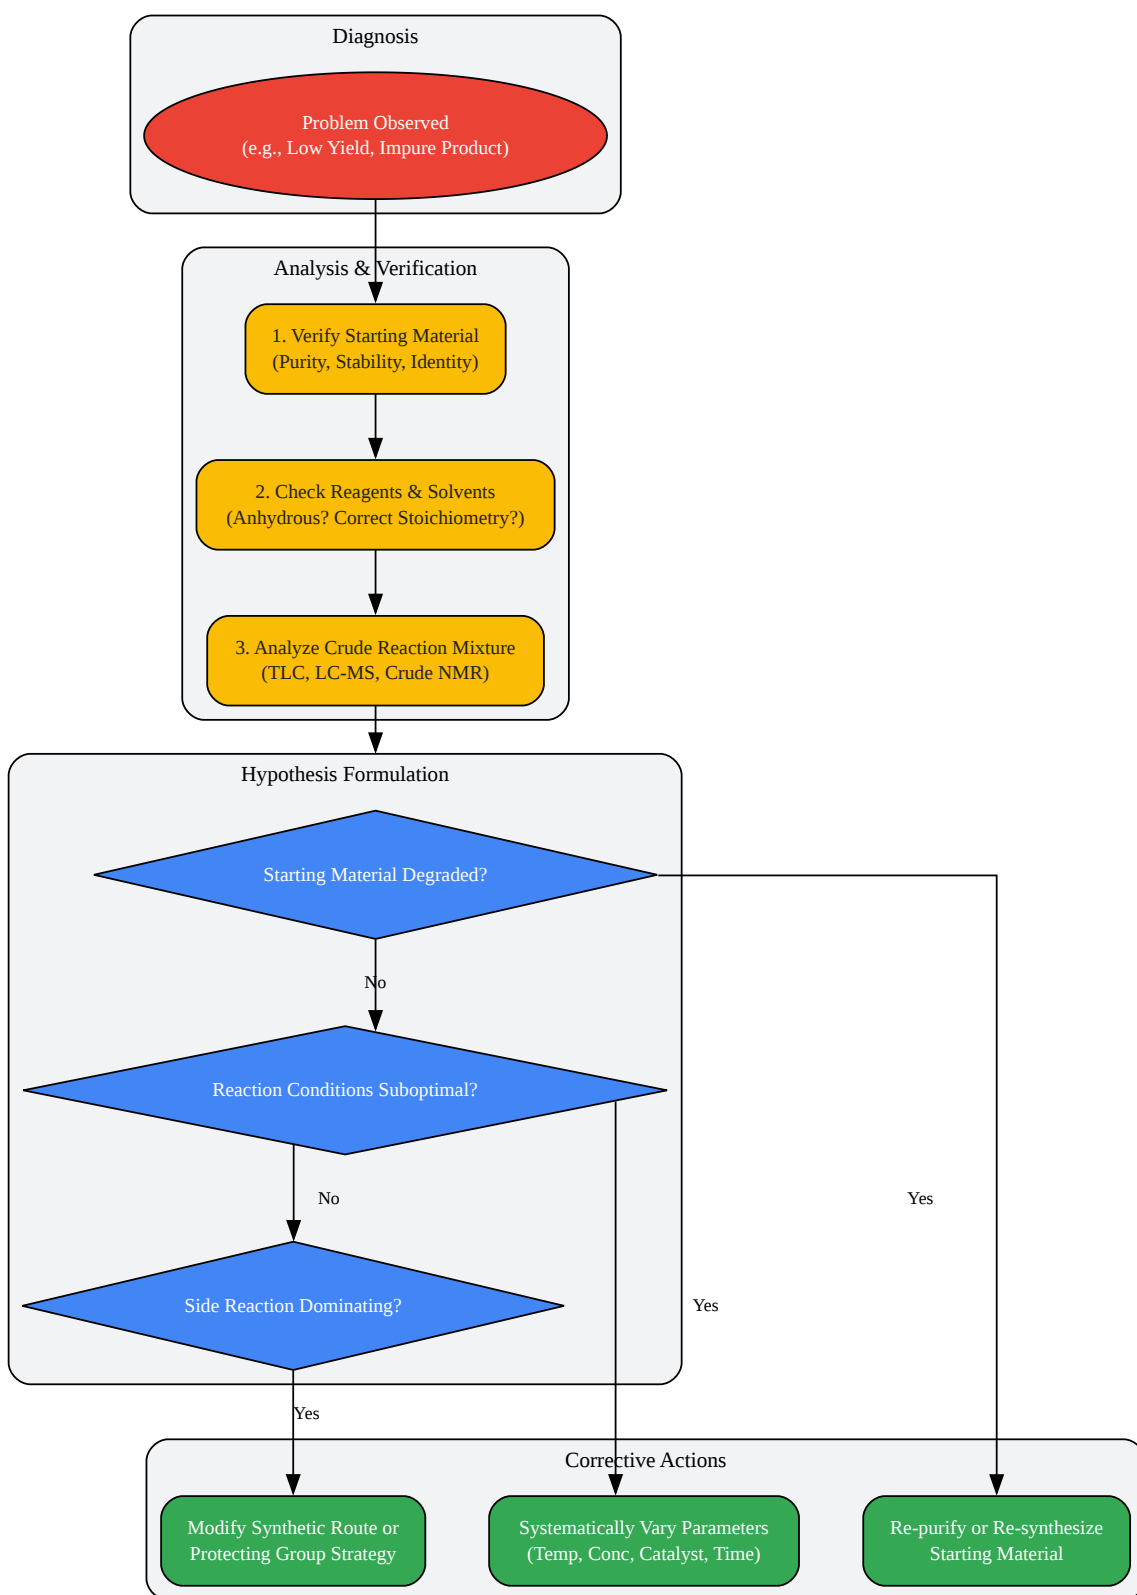 Diagnosis
Problem Observed
(e.g., Low Yield, Impure Product)
Analysis & Verification
1. Verify Starting Material
(Purity, Stability, Identity)
2. Check Reagents & Solvents
(Anhydrous? Correct Stoichiometry?)
3. Analyze Crude Reaction Mixture
(TLC, LC-MS, Crude NMR)
Hypothesis Formulation
Starting Material Degraded?
No
Reaction Conditions Suboptimal?
No
Yes
Side Reaction Dominating?
Yes
Yes
Corrective Actions
Modify Synthetic Route or
Protecting Group Strategy
Systematically Vary Parameters
(Temp, Conc, Catalyst, Time)
Re-purify or Re-synthesize
Starting Material